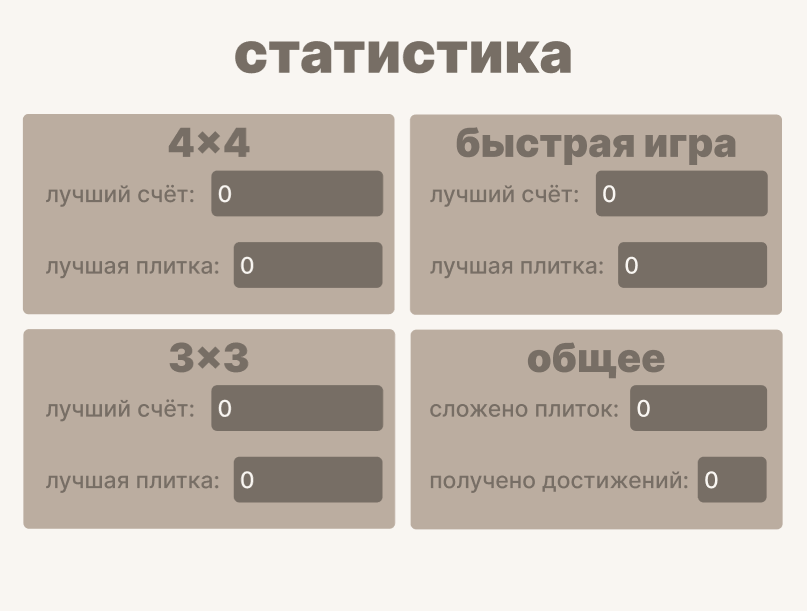 статистика
4×4
лучший счёт: 0
лучшая плитка: 0
быстрая игра
лучший счёт: 0
лучшая плитка: 0
3×3
лучший счёт: 0
лучшая плитка: 0
общее
сложено плиток: 0
получено достижений: 0